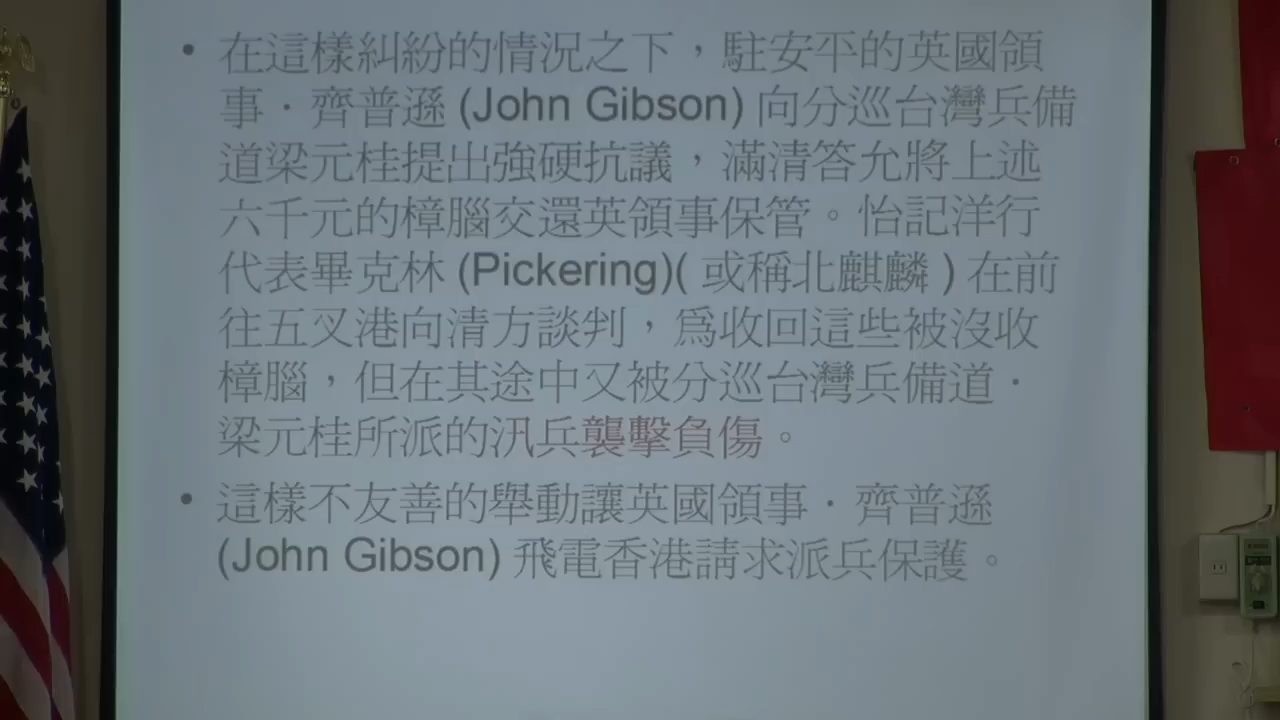 • 在這樣糾紛的情況之下，駐安平的英國領
事．齊普遜 (John Gibson) 向分巡台灣兵備
道梁元桂提出強硬抗議，滿清答允將上述
六千元的樟腦交還英領事保管。怡記洋行
代表畢克林 (Pickering)( 或稱北麒麟 ) 在前
往五叉港向清方談判，為收回這些被沒收
樟腦，但在其途中又被分巡台灣兵備道．
梁元桂所派的汛兵襲擊負傷。
• 這樣不友善的舉動讓英國領事．齊普遜
(John Gibson) 飛電香港請求派兵保護。